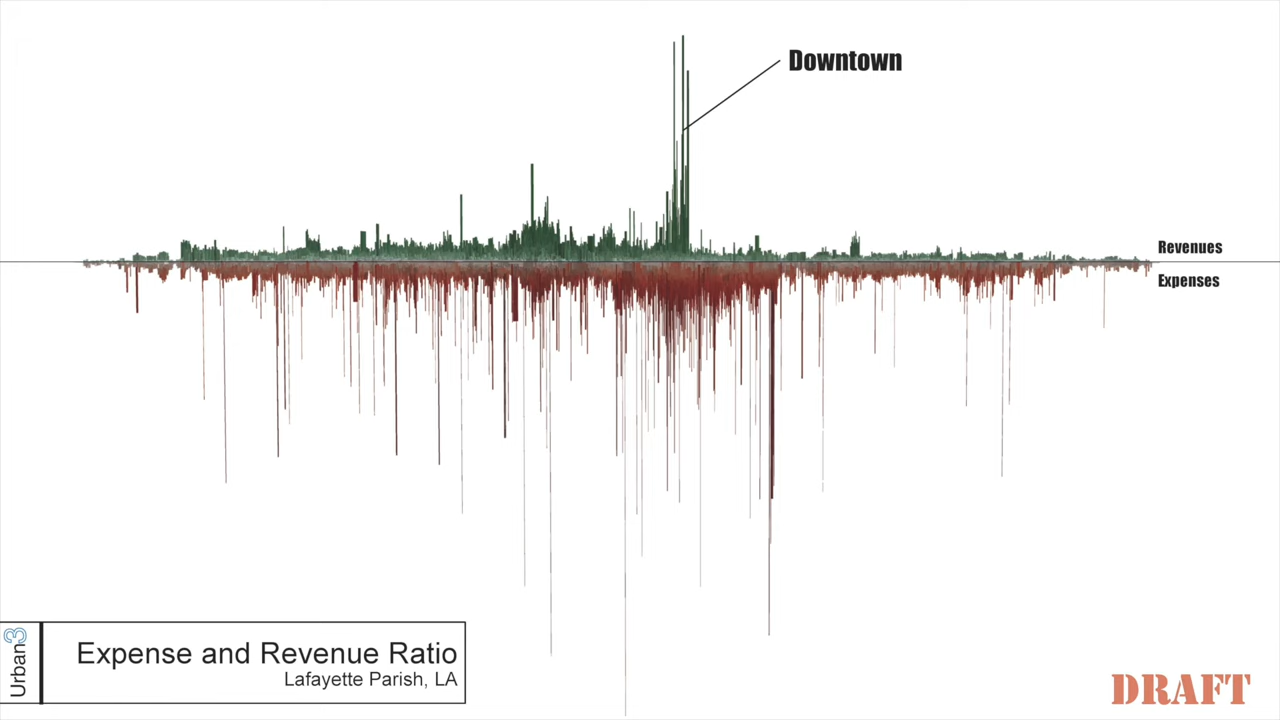 Downtown
Revenues
Expenses
Urban3
Expense and Revenue Ratio
Lafayette Parish, LA
DRAFT